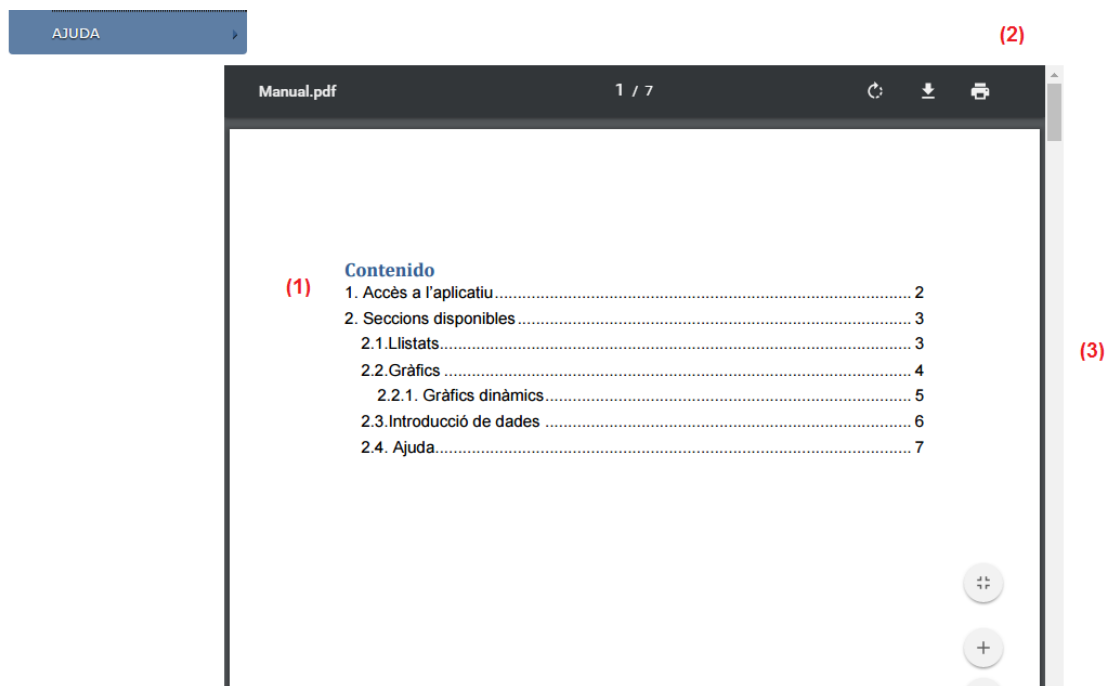 AJUDA
(2)
Manual.pdf 1 / 7
Contenido
(1)
1. Accès a l'aplicatiu........................................................................................ 2
2. Seccions disponibles.................................................................................... 3
2.1.Llistats........................................................................................................ 3
(3)
2.2.Gràfics ....................................................................................................... 4
2.2.1. Gràfics dinàmics.................................................................................... 5
2.3.Introducció de dades .................................................................................. 6
2.4. Ajuda......................................................................................................... 7
+